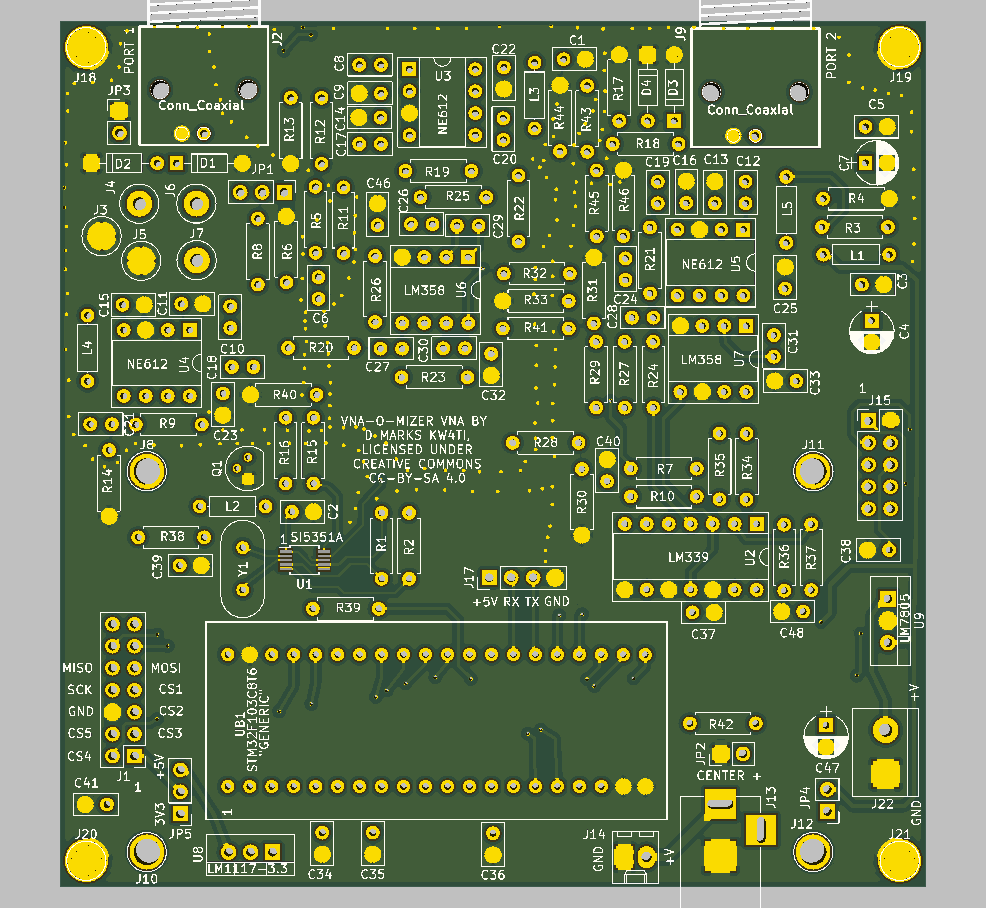 PORT 1
J2
J9
PORT 2
J18
J19
JP3
Conn_Coaxial
Conn_Coaxial
C8
C9
C14
C17
U3
NE612
C22
C20
L3
C1
R44
R43
R17
D4
D3
R18
C5
C7
R13
R12
D2
D1
JP1
J4
J6
J3
J5
J7
R8
R6
R5
R11
C46
C26
R19
R25
C29
R22
R45
R46
C19
C16
C13
C12
L5
R4
R3
L1
C3
C4
C15
C11
C10
C6
R26
LM358
U6
R32
R33
R41
R31
C24
R21
NE612
U5
C25
C28
L4
NE612
U4
C18
R20
C27
C30
R23
C32
R29
R27
R24
LM358
U7
C31
C33
R9
C23
R40
VNA-O-MIZER VNA BY
D MARKS KW4TI,
LICENSED UNDER
CREATIVE COMMONS
CC-BY-SA 4.0
1
J15
J8
Q1
R16
R15
R14
R28
C40
R7
R10
R35
R34
J11
L2
C2
R30
R38
Y1
SI5351A
1
U1
R1
R2
C39
J17
+5V RX TX GND
LM339
U2
R36
R37
C38
C37
C48
LM7805
U9
R39
MISO
MOSI
SCK
CS1
GND
CS2
CS5
CS3
CS4
J1
1
UB1
STM32F103C8T6
"GENERIC"
1
R42
JP2
CENTER +
C47
+V
J22
GND
C41
+5V
3V3
JP5
J13
JP4
J20
J10
U8
LM1117-3.3
C34
C35
C36
J14
GND
+V
J12
J21